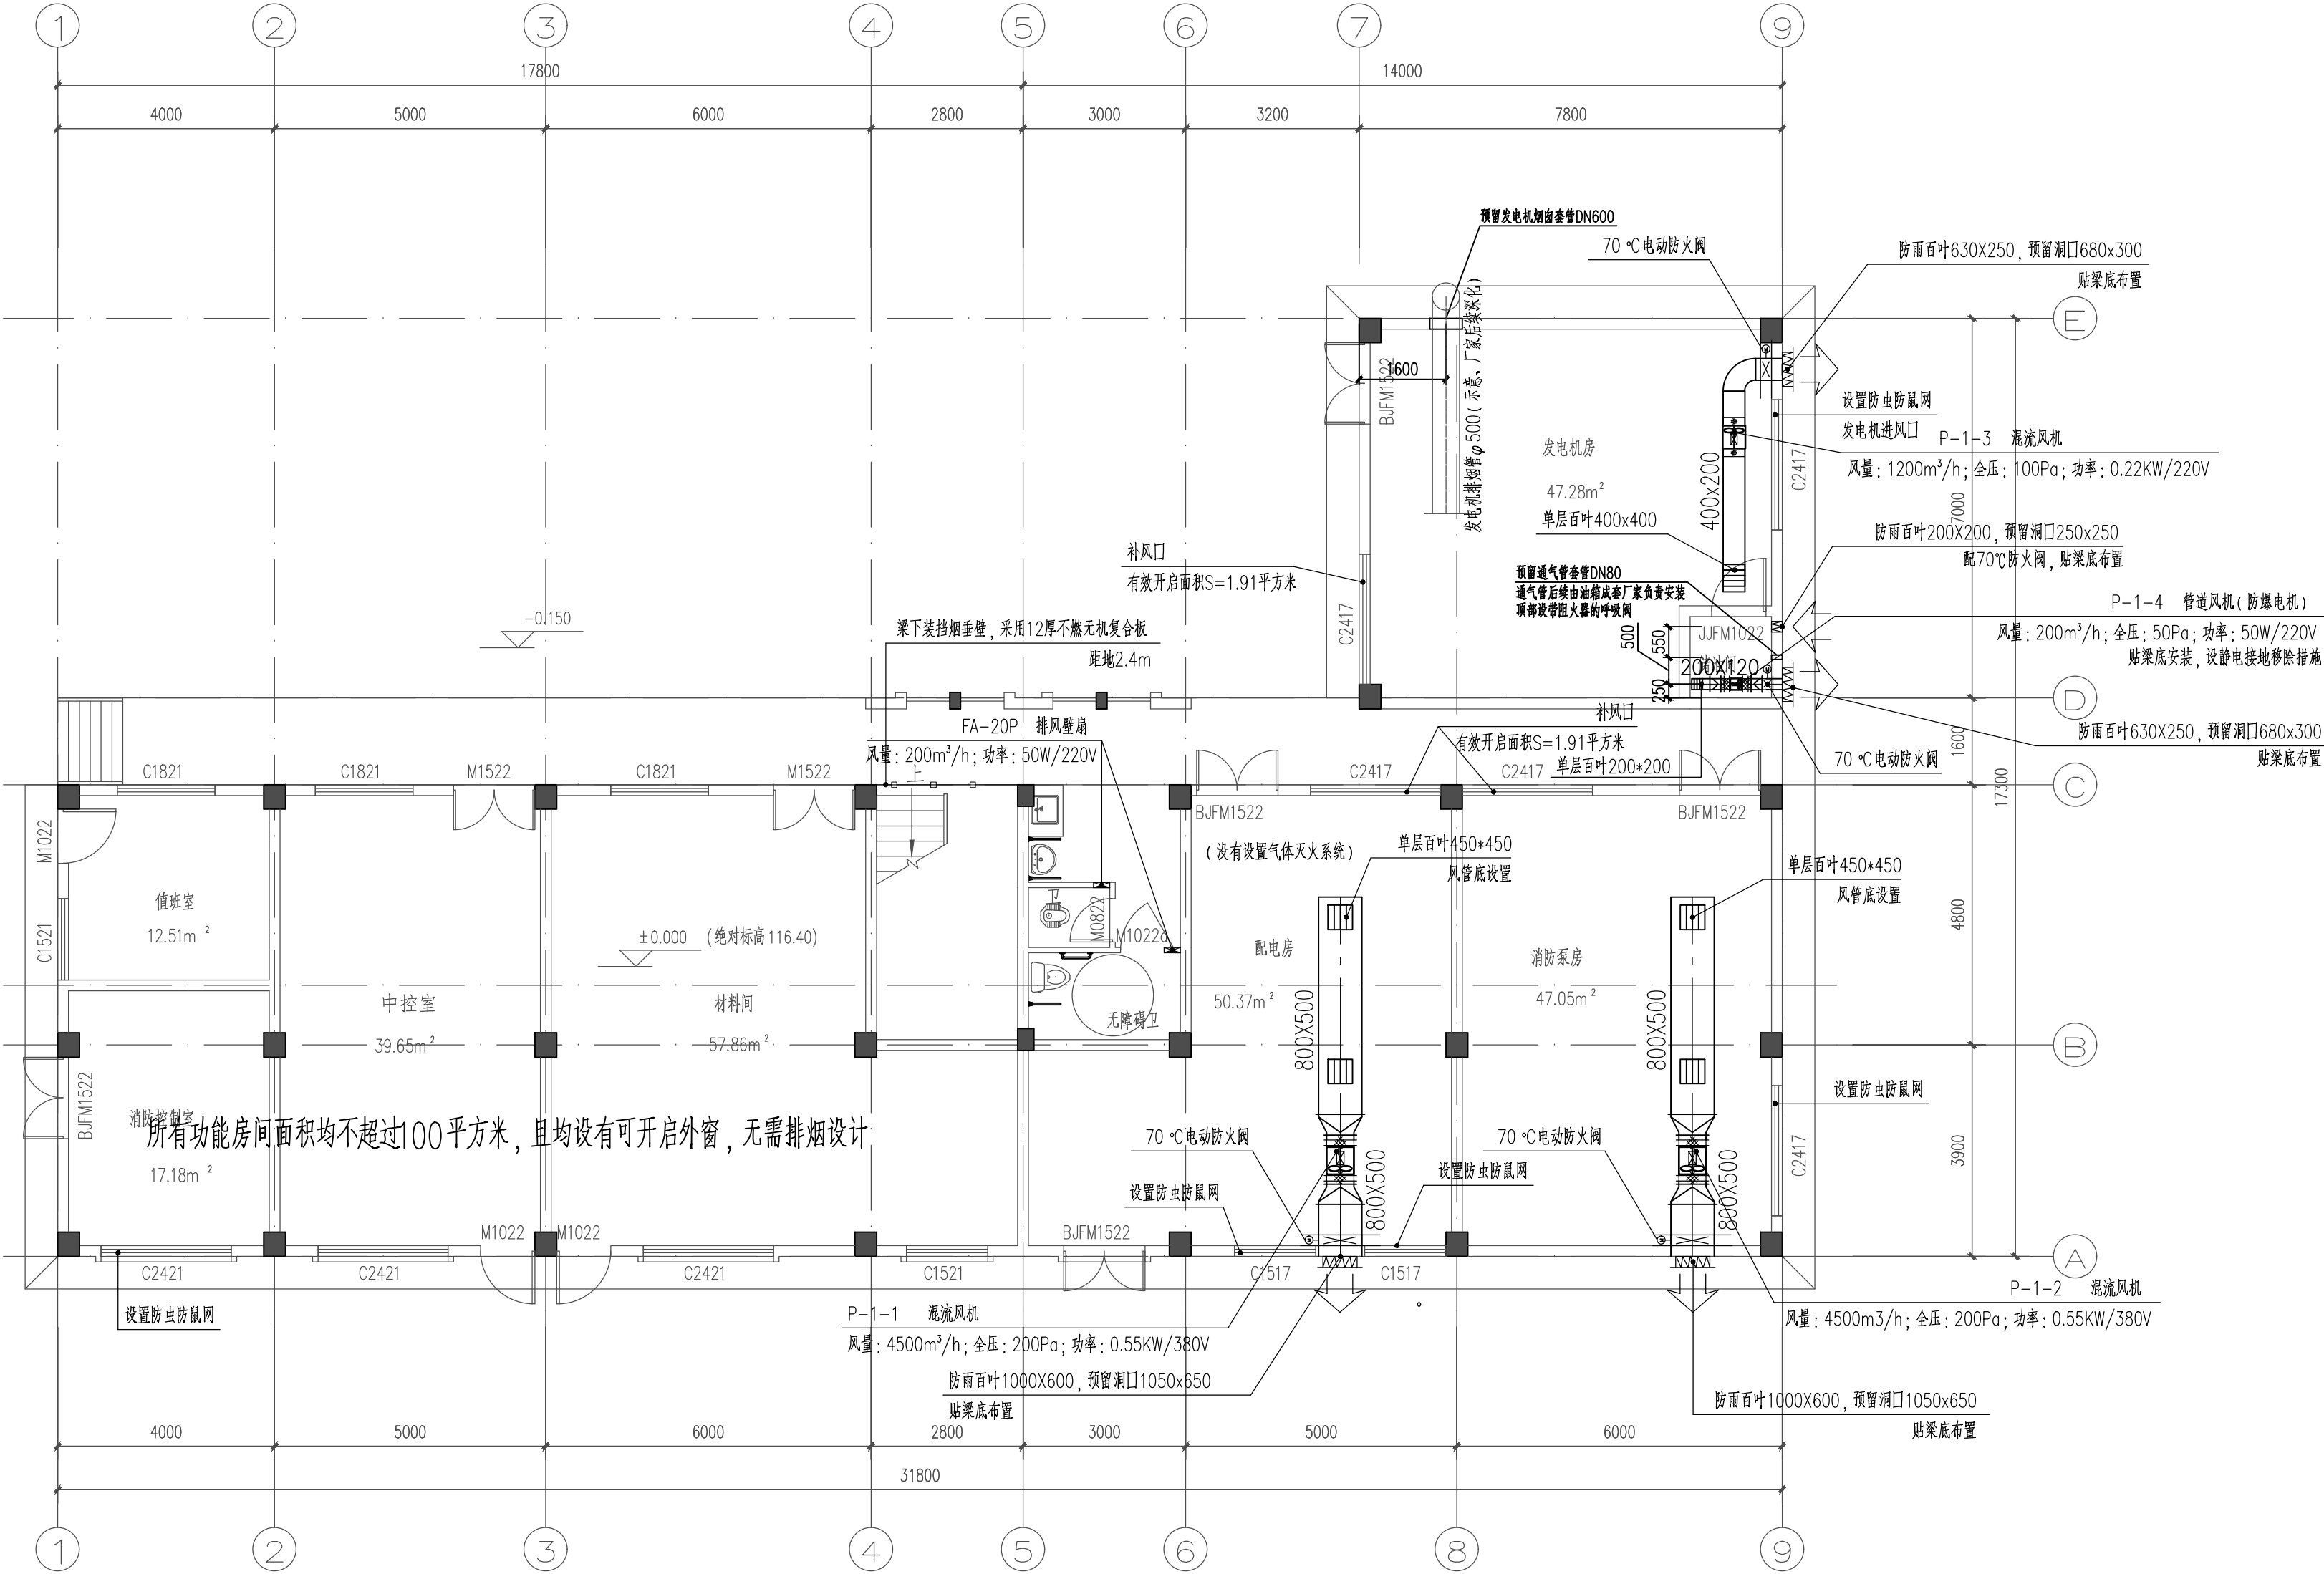 1 2 3 4 5 6 7 9
17800 14000
4000 5000 6000 2800 3000 3200 7800
预留发电机烟囱套管DN600
70 ℃电动防火阀
防雨百叶630X250，预留洞口680x300
贴梁底布置
E
1600
BJFM1522
发电机排烟管φ500(示意、厂家后续深化)
设置防虫防鼠网
发电机进风口
P-1-3 混流风机
风量：1200m³/h；全压：100Pa；功率：0.22KW/220V
发电机房
47.28m²
400x200
C2417
7000
单层百叶400x400
防雨百叶200X200，预留洞口250x250
配70℃防火阀，贴梁底布置
补风口
有效开启面积S=1.91平方米
C2417
预留通气管套管DN80
通气管后续由油箱成套厂家负责安装
顶部设带阻火器的呼吸阀
P-1-4 管道风机(防爆电机)
风量：200m³/h；全压：50Pa；功率：50W/220V
贴梁底安装，设静电接地移除措施
-0.150
梁下装挡烟垂壁，采用12厚不燃无机复合板
距地2.4m
500
550
250
JJFM1022
200X120
D
FA-20P 排风壁扇
风量：200m³/h；功率：50W/220V
补风口
有效开启面积S=1.91平方米
单层百叶200*200
70 ℃电动防火阀
防雨百叶630X250，预留洞口680x300
贴梁底布置
1600
17300
C1821 C1821 M1522 C1821 M1522
上
C2417 C2417
C
BJFM1522 BJFM1522
M1022
(没有设置气体灭火系统)
单层百叶450*450
风管底设置
单层百叶450*450
风管底设置
值班室
12.51m²
C1521
±0.000 (绝对标高116.40)
M0822
M1022a
下
配电房
50.37m²
消防泵房
47.05m²
4800
中控室
39.65m²
材料间
57.86m²
无障碍卫
800X500
800X500
B
BJFM1522
消防控制室
17.18m²
所有功能房间面积均不超过100平方米，且均设有可开启外窗，无需排烟设计
设置防虫防鼠网
70 ℃电动防火阀
70 ℃电动防火阀
设置防虫防鼠网
设置防虫防鼠网
800X500
800X500
C2417
3900
M1022 M1022
BJFM1522
A
C2421 C2421 C2421 C1521 C1517 C1517
设置防虫防鼠网
P-1-1 混流风机
风量：4500m³/h；全压：200Pa；功率：0.55KW/380V
P-1-2 混流风机
风量：4500m3/h；全压：200Pa；功率：0.55KW/380V
防雨百叶1000X600，预留洞口1050x650
贴梁底布置
防雨百叶1000X600，预留洞口1050x650
贴梁底布置
4000 5000 6000 2800 3000 5000 6000
31800
1 2 3 4 5 6 8 9